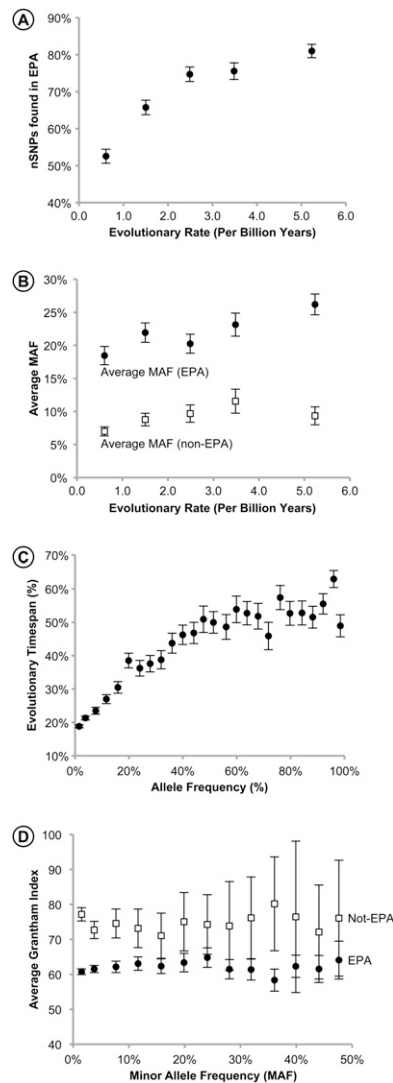 A
90%
80%
70%
60%
50%
40%
nSNPs found in EPA
0.0 1.0 2.0 3.0 4.0 5.0 6.0
Evolutionary Rate (Per Billion Years)
B
30%
25%
20%
15%
10%
5%
0%
Average MAF
Average MAF (EPA)
Average MAF (non-EPA)
0.0 1.0 2.0 3.0 4.0 5.0 6.0
Evolutionary Rate (Per Billion Years)
C
70%
60%
50%
40%
30%
20%
10%
Evolutionary Timespan (%)
0% 20% 40% 60% 80% 100%
Allele Frequency (%)
D
100
90
80
70
60
50
40
Average Grantham Index
Not-EPA
EPA
0% 10% 20% 30% 40% 50%
Minor Allele Frequency (MAF)